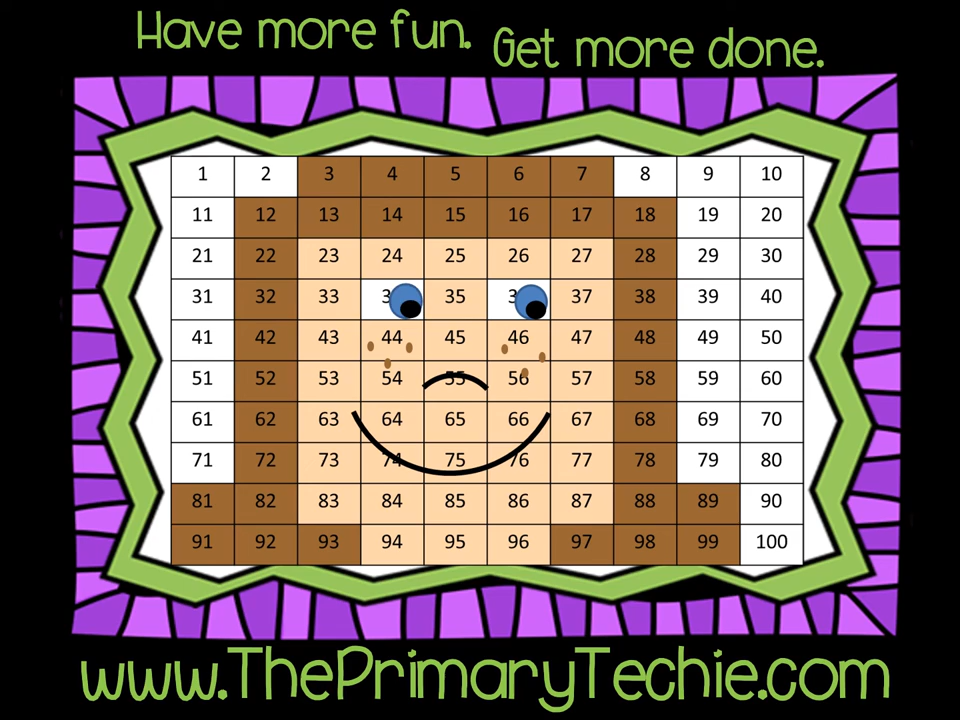 Have more fun. Get more done.
1 2 3 4 5 6 7 8 9 10
11 12 13 14 15 16 17 18 19 20
21 22 23 24 25 26 27 28 29 30
31 32 33 3 35 3 37 38 39 40
41 42 43 44 45 46 47 48 49 50
51 52 53 54 55 56 57 58 59 60
61 62 63 64 65 66 67 68 69 70
71 72 73 74 75 76 77 78 79 80
81 82 83 84 85 86 87 88 89 90
91 92 93 94 95 96 97 98 99 100
www.ThePrimaryTechie.com